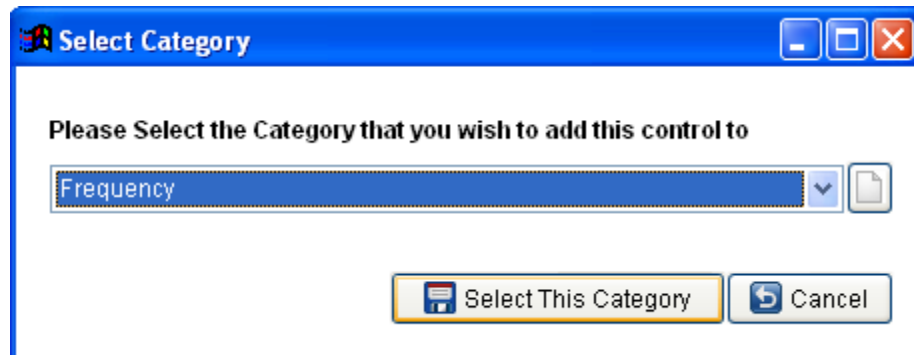 Select Category
Please Select the Category that you wish to add this control to
Frequency
Select This Category
Cancel